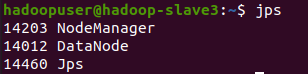 hadoopuser@hadoop-slave3:~$ jps
14203 NodeManager
14012 DataNode
14460 Jps